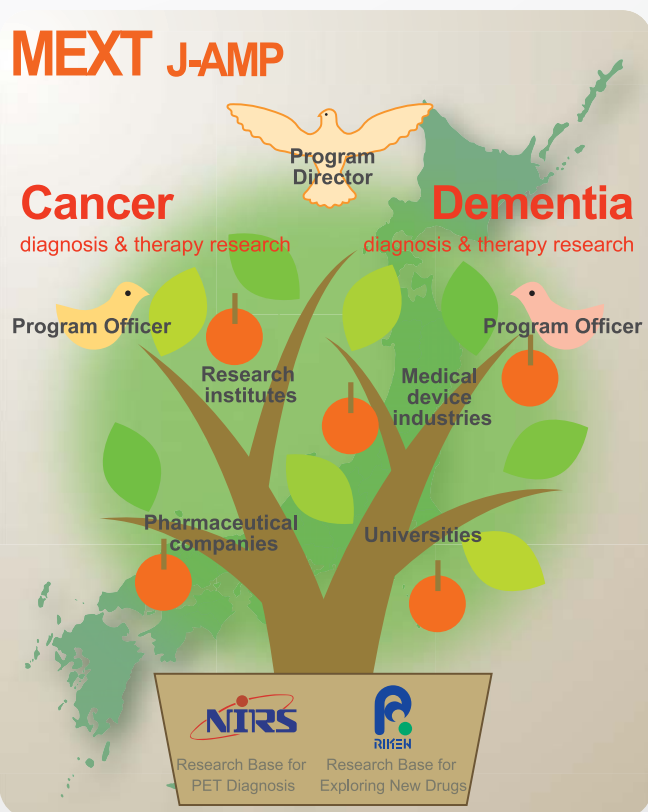 MEXT J-AMP
Program
Director
Cancer
diagnosis & therapy research
Dementia
diagnosis & therapy research
Program Officer
Program Officer
Research
institutes
Medical
device
industries
Pharmaceutical
companies
Universities
NIRS
RIKEN
Research Base for
PET Diagnosis
Research Base for
Exploring New Drugs